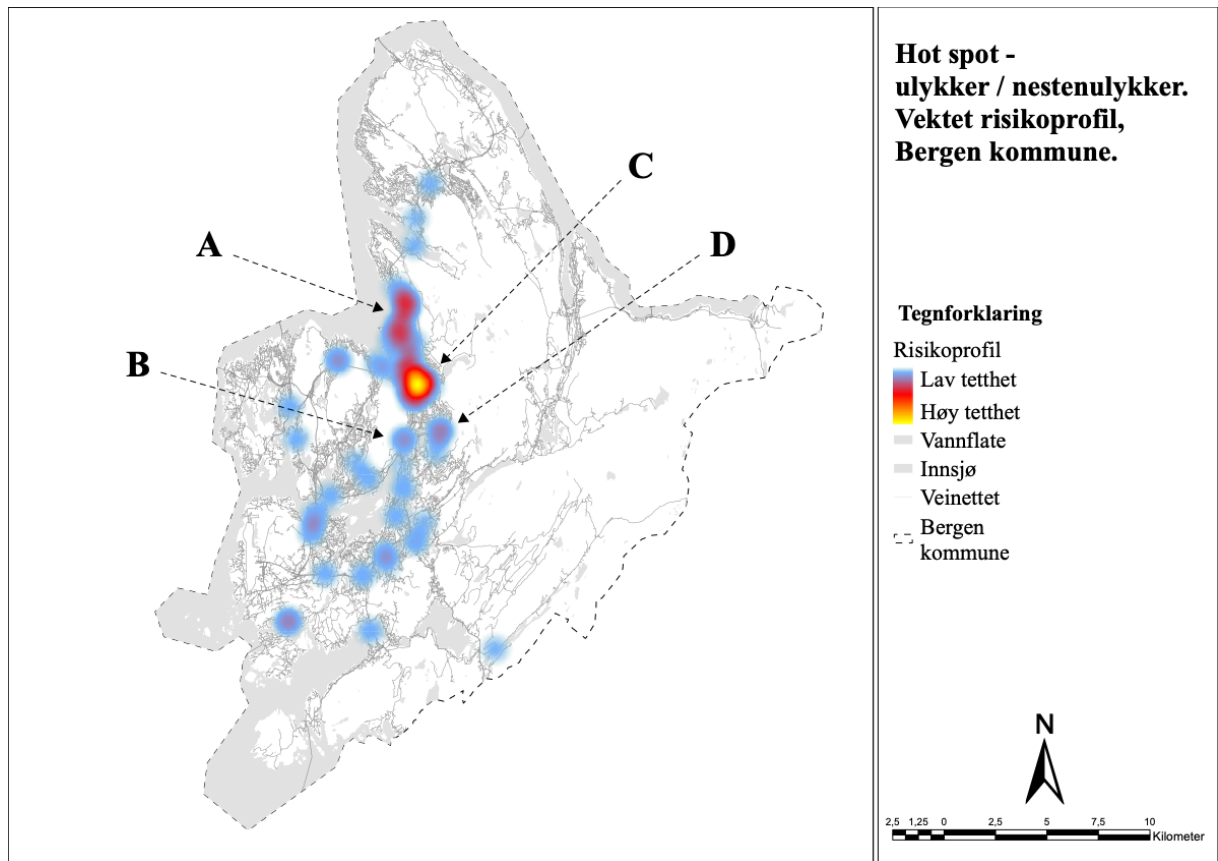 Hot spot -
ulykker / nestenulykker.
Vektet risikoprofil,
Bergen kommune.
C
A
D
B
Tegnforklaring
Risikoprofil
Lav tetthet
Høy tetthet
Vannflate
Innsjø
Veinettet
Bergen
kommune
N
2,5 1,25 0 2,5 5 7,5 10
Kilometer